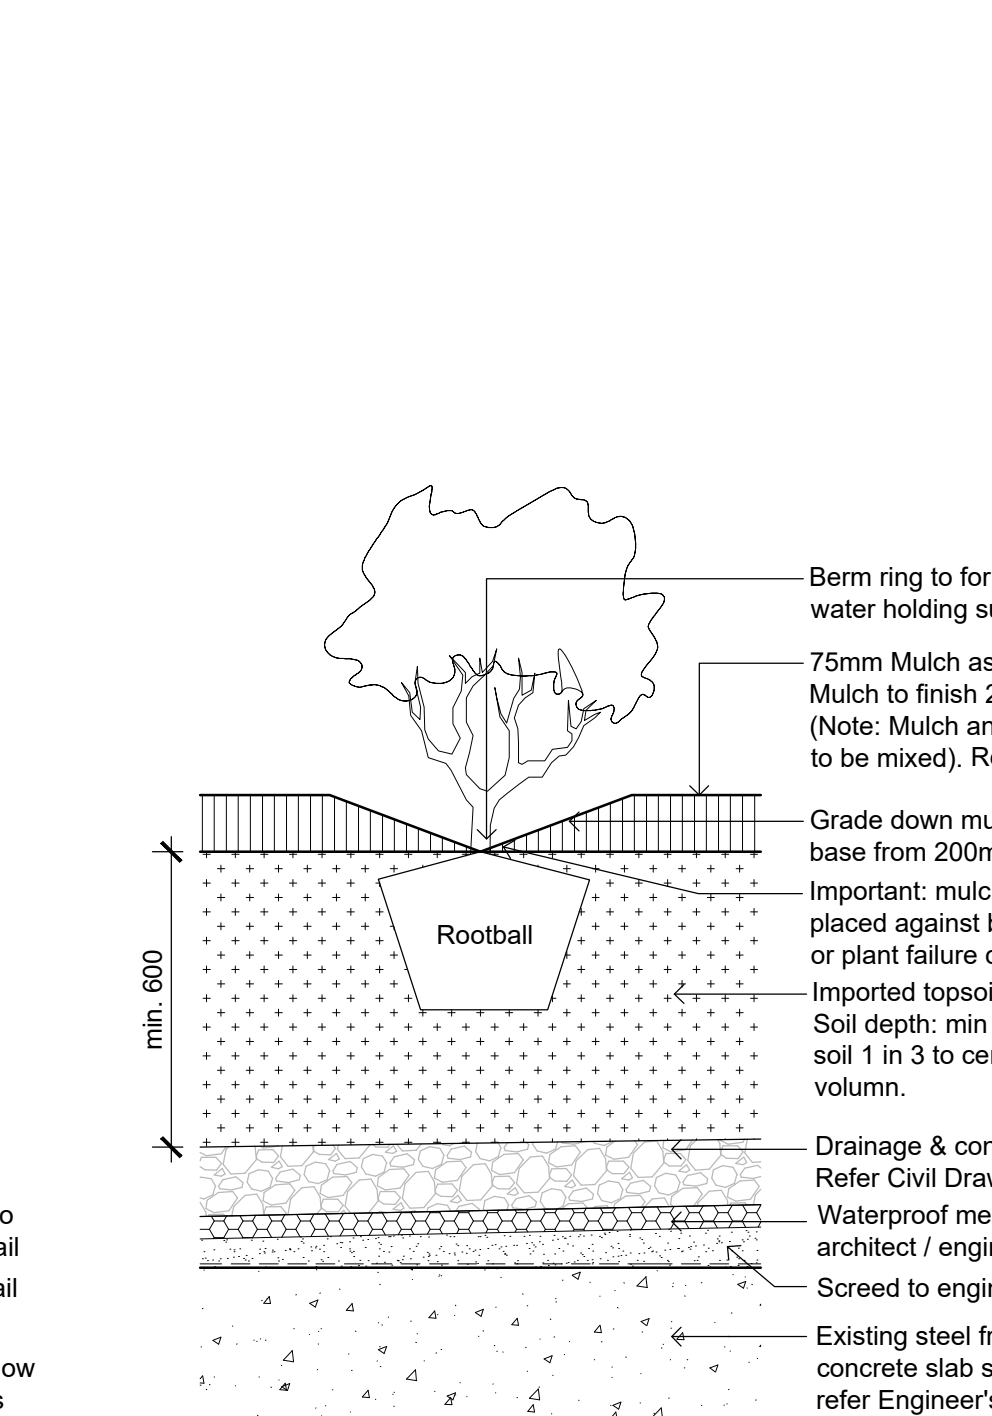 Berm ring to for
water holding su
75mm Mulch as
Mulch to finish 2
(Note: Mulch an
to be mixed). Re
Grade down mu
base from 200m
Important: mulc
placed against b
or plant failure
Rootball
min. 600
Imported topsoi
Soil depth: min
soil 1 in 3 to cer
volumn.
Drainage & con
Refer Civil Draw
Waterproof me
architect / engin
Screed to engin
Existing steel fr
concrete slab s
refer Engineer's
o
ail
ail
ow
s